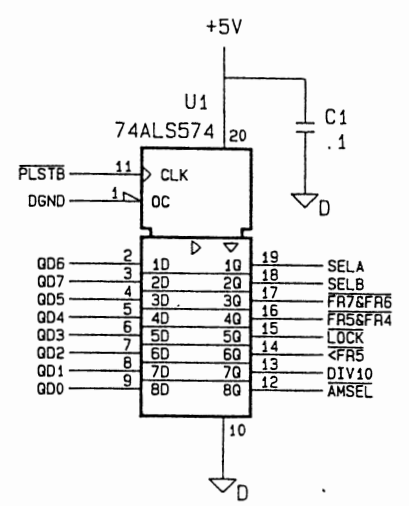 +5V
U1
74ALS574
20
C1
.1
D
PLSTB 11 CLK
DGND 1 OC
QD6 2 1D 1Q 19 SELA
QD7 3 2D 2Q 18 SELB
QD5 4 3D 3Q 17 FR7&FR6
QD4 5 4D 4Q 16 FR5&FR4
QD3 6 5D 5Q 15 LOCK
QD2 7 6D 6Q 14 <FR5
QD1 8 7D 7Q 13 DIV10
QD0 9 8D 8Q 12 AMSEL
10
D